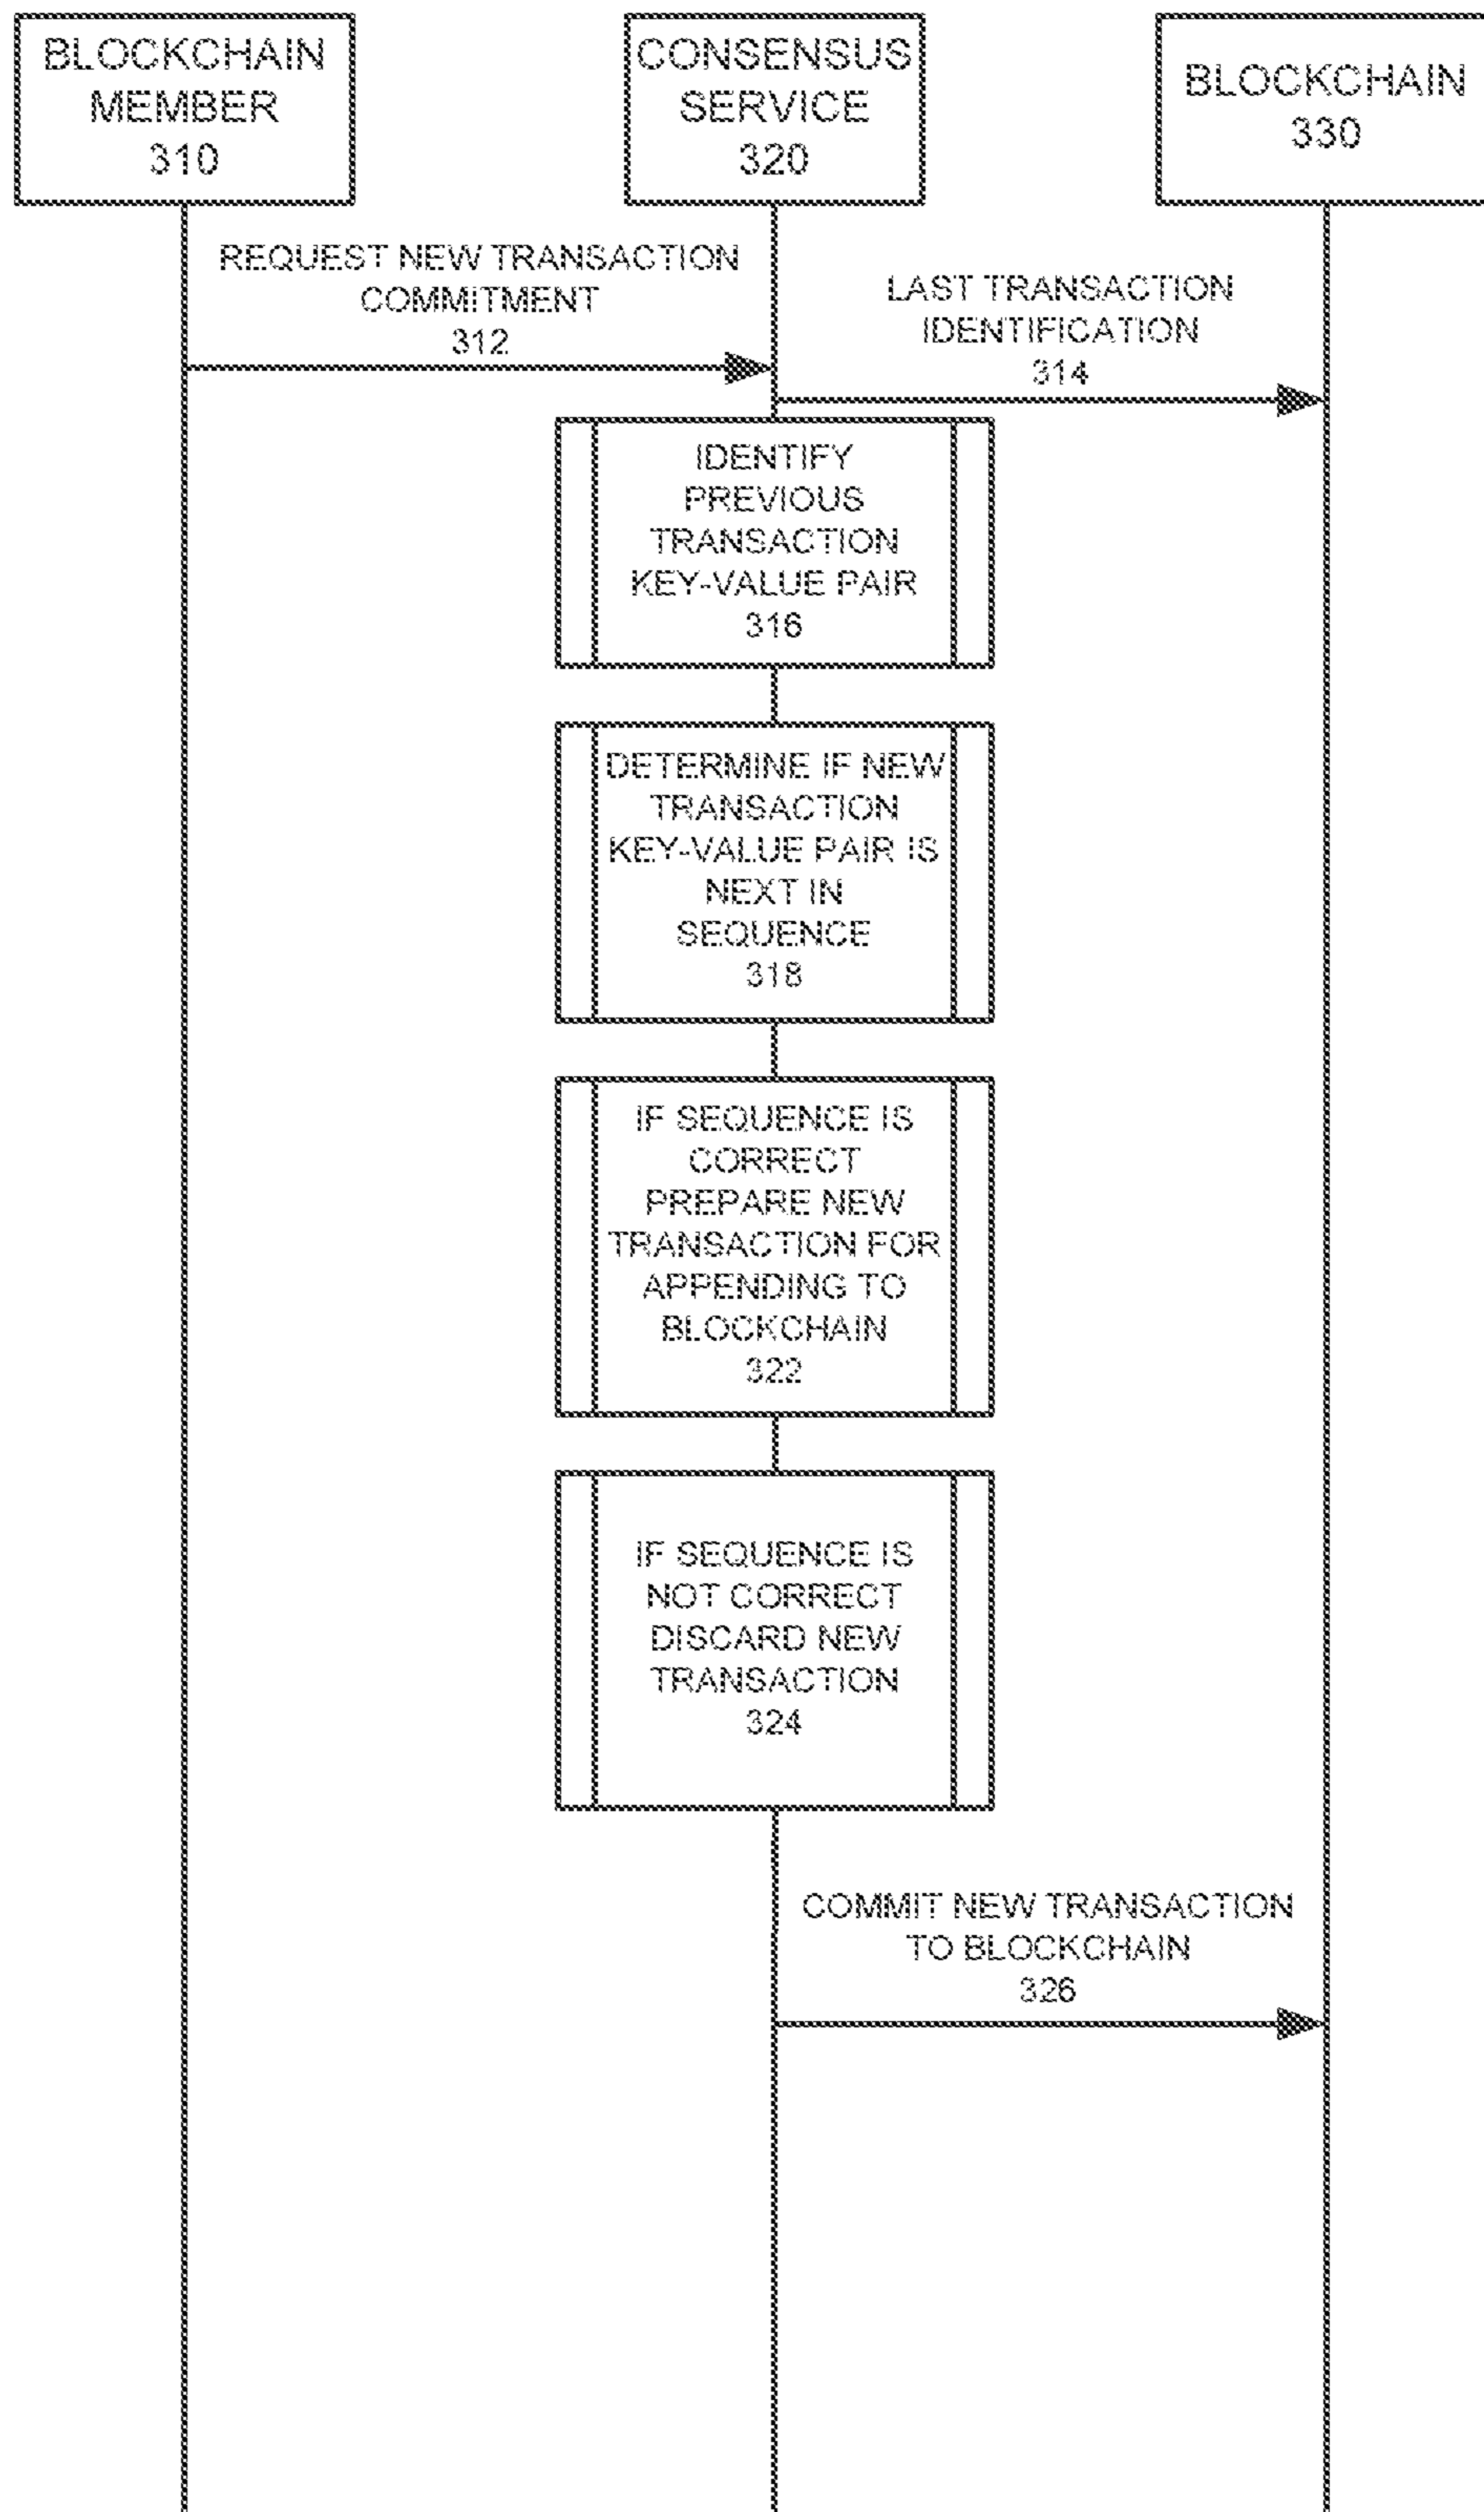 BLOCKCHAIN
MEMBER
310
CONSENSUS
SERVICE
320
BLOCKCHAIN
330
REQUEST NEW TRANSACTION
COMMITMENT
312
LAST TRANSACTION
IDENTIFICATION
314
IDENTIFY
PREVIOUS
TRANSACTION
KEY-VALUE PAIR
316
DETERMINE IF NEW
TRANSACTION
KEY-VALUE PAIR IS
NEXT IN
SEQUENCE
318
IF SEQUENCE IS
CORRECT
PREPARE NEW
TRANSACTION FOR
APPENDING TO
BLOCKCHAIN
322
IF SEQUENCE IS
NOT CORRECT
DISCARD NEW
TRANSACTION
324
COMMIT NEW TRANSACTION
TO BLOCKCHAIN
326